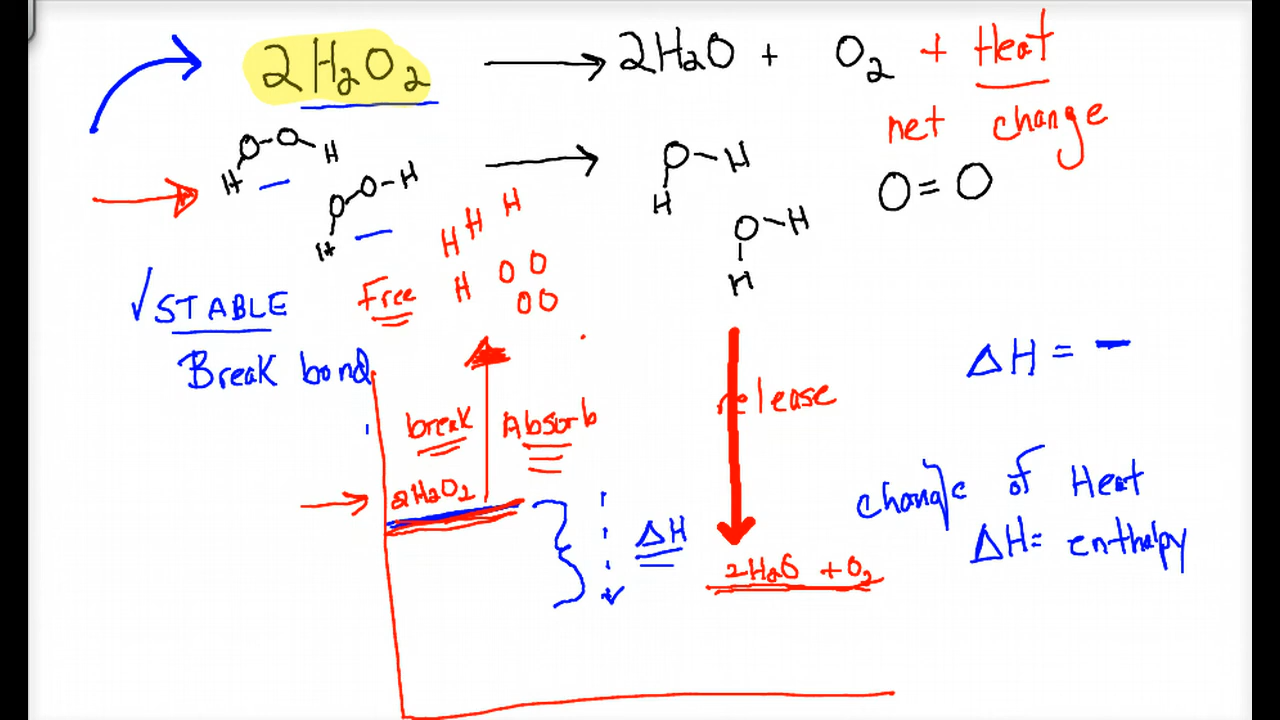 2H₂O₂ → 2H₂O + O₂ + Heat
net change
O-O H → O-H O=O
H O-O-H H
H H H O-H
H H
√STABLE Free H O O
O O
Break bond ΔH = -
release
break Absorb
2H₂O₂ change of Heat
ΔH ΔH= enthalpy
2H₂O + O₂